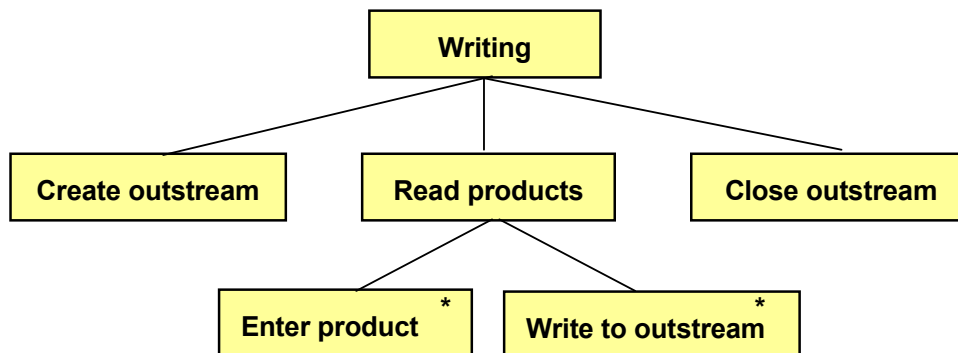 Writing
Create outstream
Read products
Close outstream
Enter product *
Write to outstream *